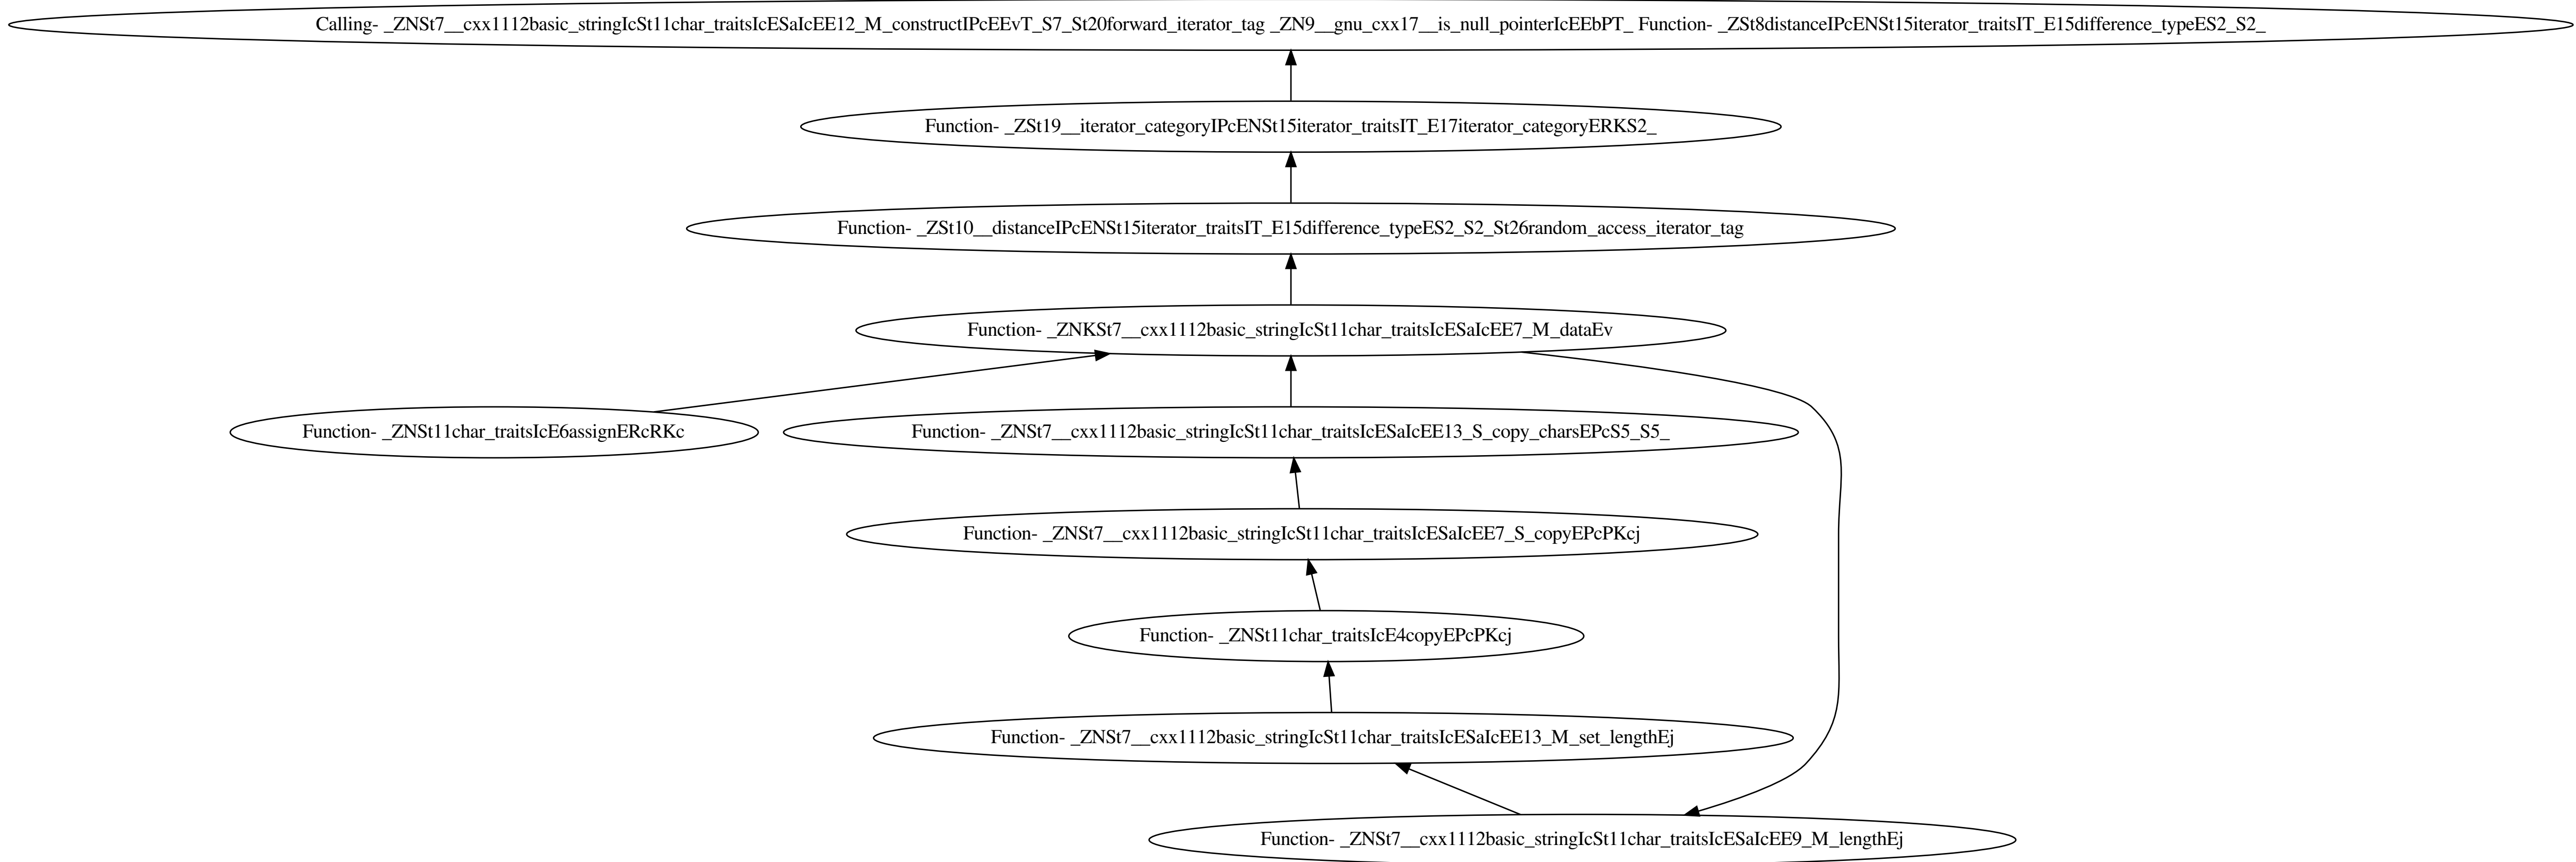 Calling- _ZNSt7__cxx1112basic_stringIcSt11char_traitsIcESaIcEE12_M_constructIPcEEvT_S7_St20forward_iterator_tag _ZN9__gnu_cxx17__is_null_pointerIcEEbPT_ Function- _ZSt8distanceIPcENSt15iterator_traitsIT_E15difference_typeES2_S2_
Function- _ZSt19__iterator_categoryIPcENSt15iterator_traitsIT_E17iterator_categoryERKS2_
Function- _ZSt10__distanceIPcENSt15iterator_traitsIT_E15difference_typeES2_S2_St26random_access_iterator_tag
Function- _ZNKSt7__cxx1112basic_stringIcSt11char_traitsIcESaIcEE7_M_dataEv
Function- _ZNSt11char_traitsIcE6assignERcRKc
Function- _ZNSt7__cxx1112basic_stringIcSt11char_traitsIcESaIcEE13_S_copy_charsEPcS5_S5_
Function- _ZNSt7__cxx1112basic_stringIcSt11char_traitsIcESaIcEE7_S_copyEPcPKcj
Function- _ZNSt11char_traitsIcE4copyEPcPKcj
Function- _ZNSt7__cxx1112basic_stringIcSt11char_traitsIcESaIcEE13_M_set_lengthEj
Function- _ZNSt7__cxx1112basic_stringIcSt11char_traitsIcESaIcEE9_M_lengthEj